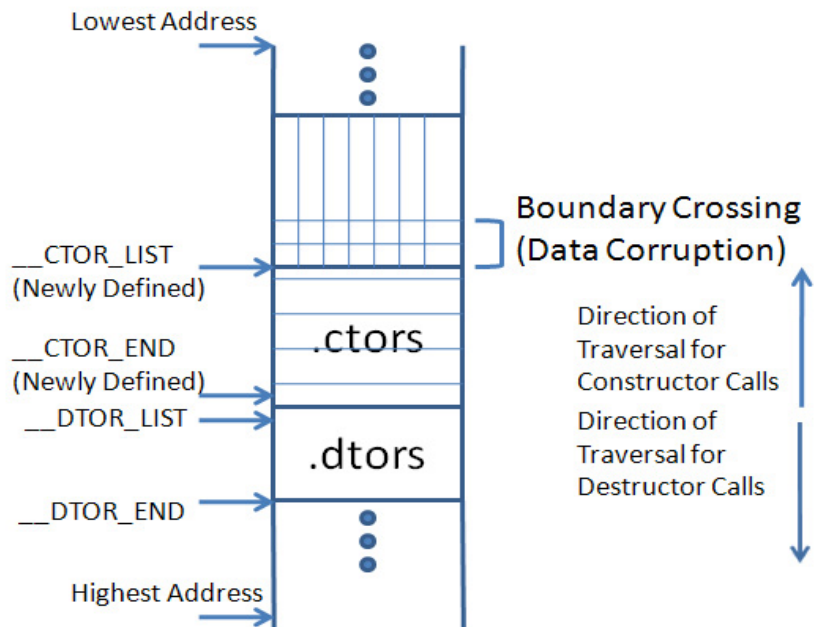 Lowest Address
Boundary Crossing
(Data Corruption)
__CTOR_LIST
(Newly Defined)
.ctors
Direction of
Traversal for
Constructor Calls
__CTOR_END
(Newly Defined)
__DTOR_LIST
.dtors
Direction of
Traversal for
Destructor Calls
__DTOR_END
Highest Address